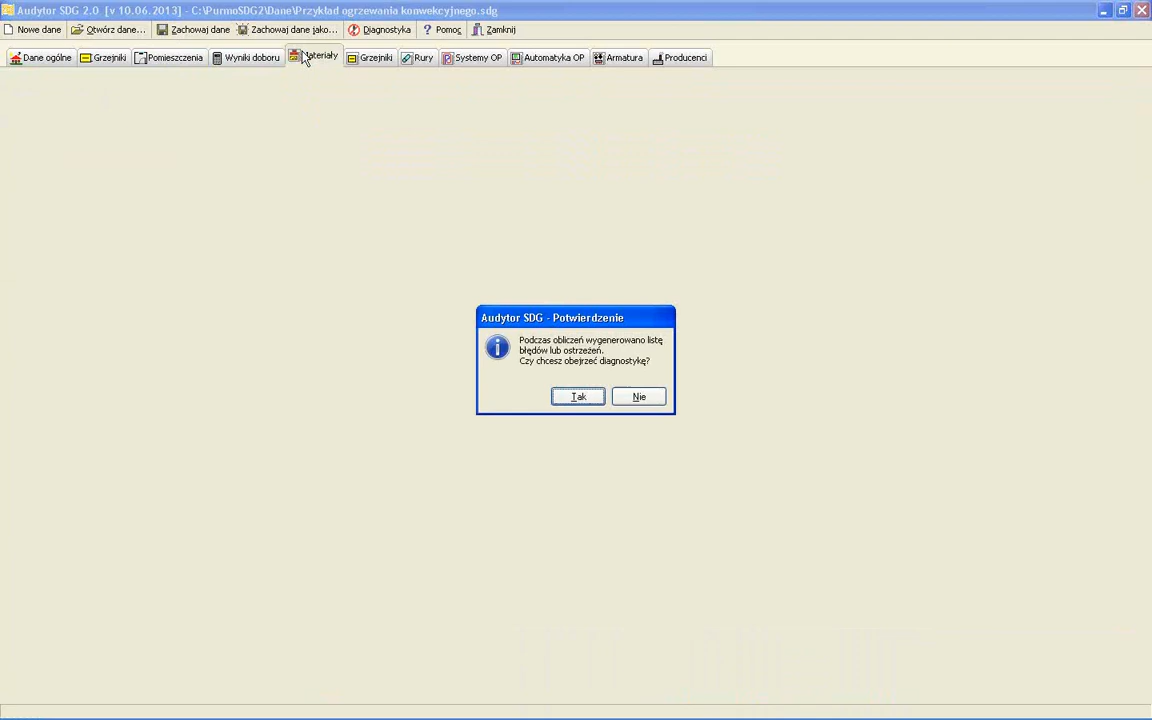 Audytor SDG 2.0 [v 10.06.2013] - C:\PurmoSDG2\Dane\Przykład ogrzewania konwekcyjnego.sdg
Nowe dane Otwórz dane... Zachowaj dane Zachowaj dane jako... Diagnostyka Pomoc Zamknij
Dane ogólne Grzejniki Pomieszczenia Wyniki doboru Materiały Grzejniki Rury Systemy OP Automatyka OP Armatura Producenci
Audytor SDG - Potwierdzenie
Podczas obliczeń wygenerowano listę
błędów lub ostrzeżeń.
Czy chcesz obejrzeć diagnostykę?
Tak Nie